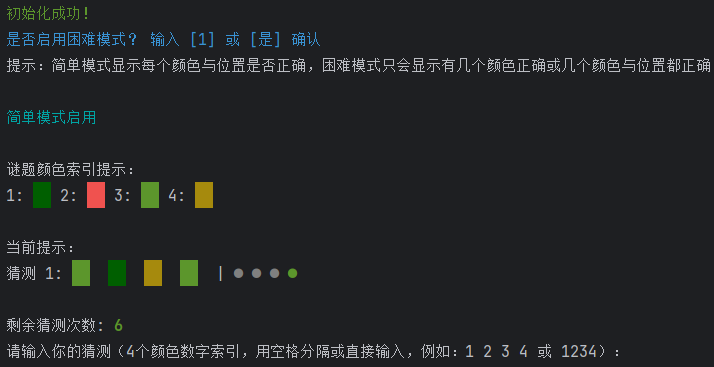 初始化成功!
是否启用困难模式? 输入 [1] 或 [是] 确认
提示：简单模式显示每个颜色与位置是否正确，困难模式只会显示有几个颜色正确或几个颜色与位置都正确
简单模式启用
谜题颜色索引提示：
1: 2: 3: 4:
当前提示：
猜测 1: |
剩余猜测次数: 6
请输入你的猜测（4个颜色数字索引，用空格分隔或直接输入，例如：1 2 3 4 或 1234）：